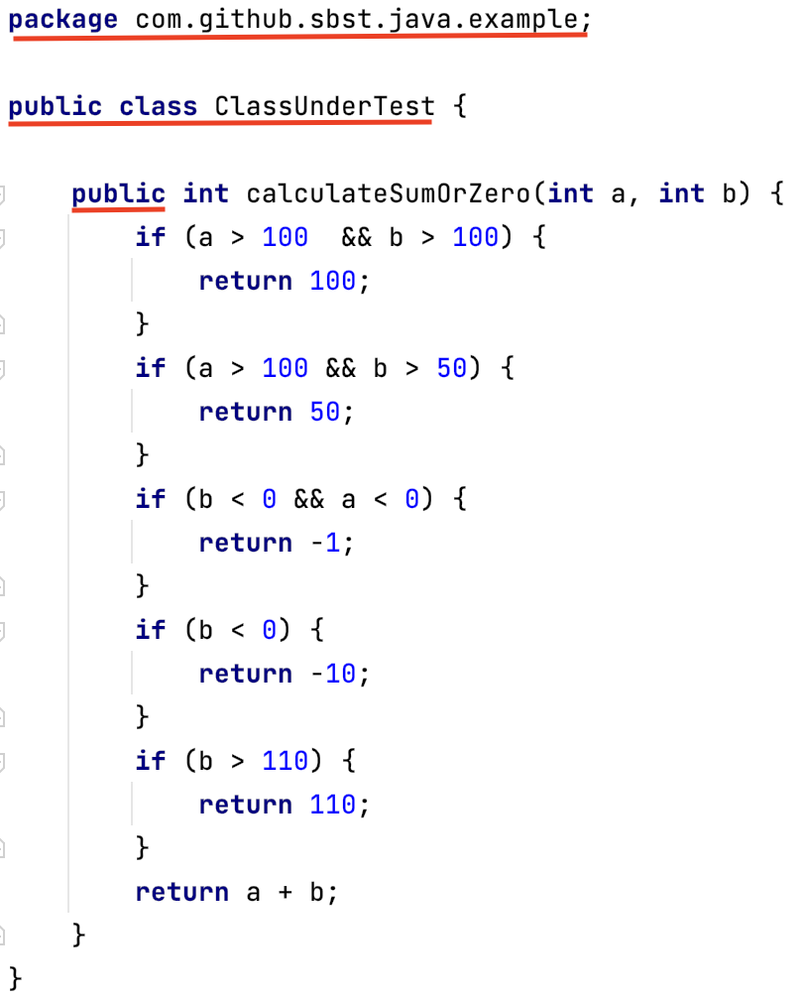 package com.github.sbst.java.example;
public class ClassUnderTest {
public int calculateSumOrZero(int a, int b) {
if (a > 100  && b > 100) {
return 100;
}
if (a > 100 && b > 50) {
return 50;
}
if (b < 0 && a < 0) {
return -1;
}
if (b < 0) {
return -10;
}
if (b > 110) {
return 110;
}
return a + b;
}
}